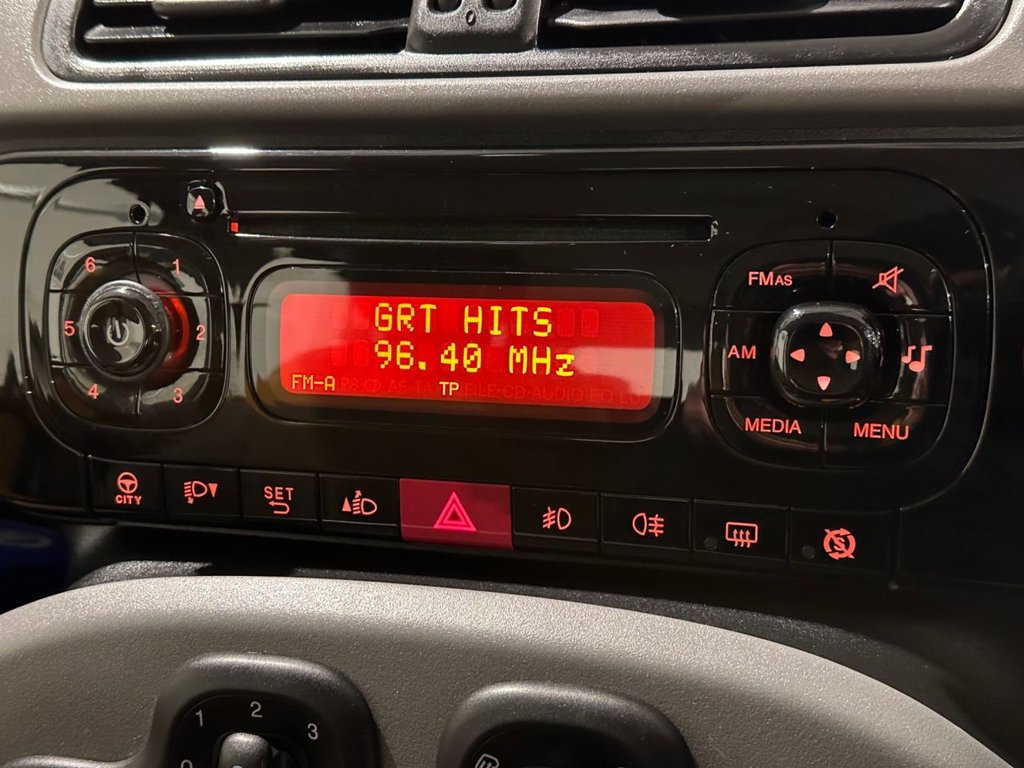 6
1
5
2
4
3
GRT HITS
96.40 MHz
FM-A TP
FMAS
AM
MEDIA
MENU
CITY
SET
1 2 3
0